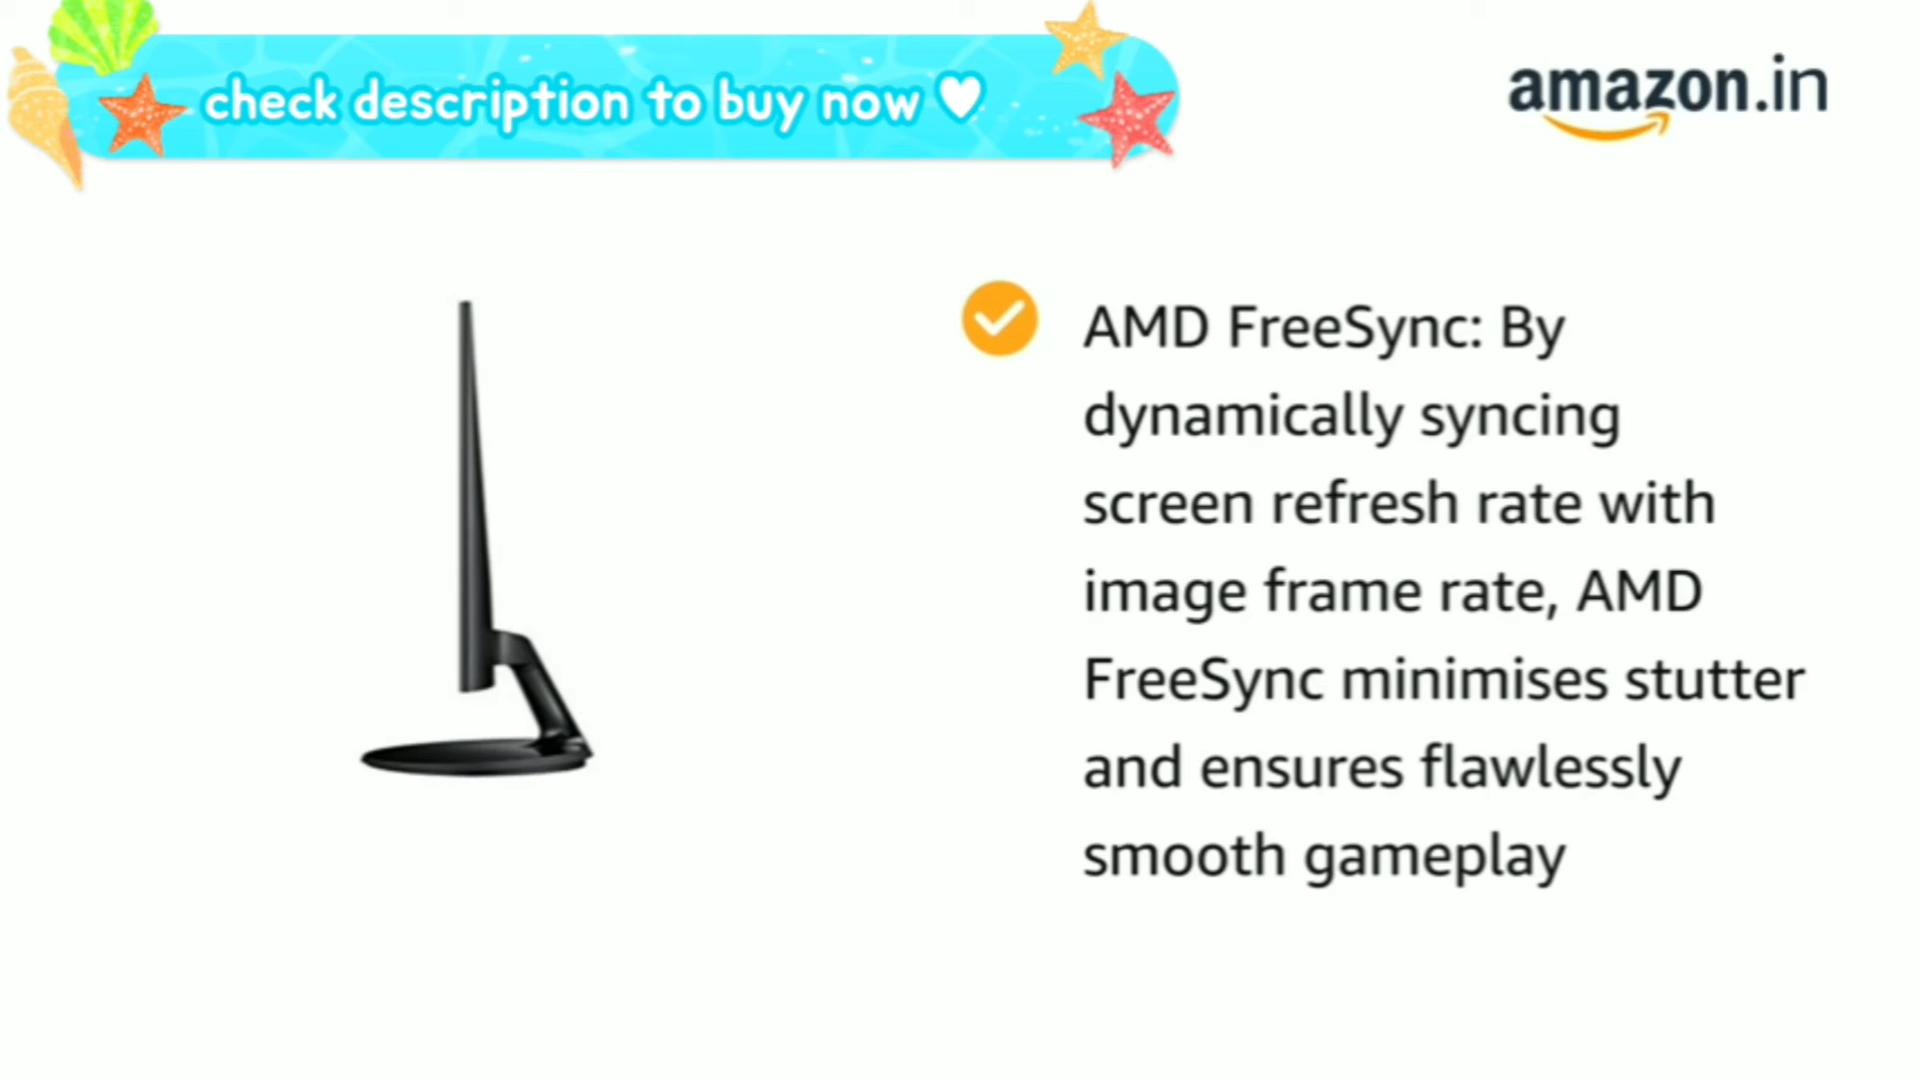 check description to buy now
amazon.in
AMD FreeSync: By
dynamically syncing
screen refresh rate with
image frame rate, AMD
FreeSync minimises stutter
and ensures flawlessly
smooth gameplay